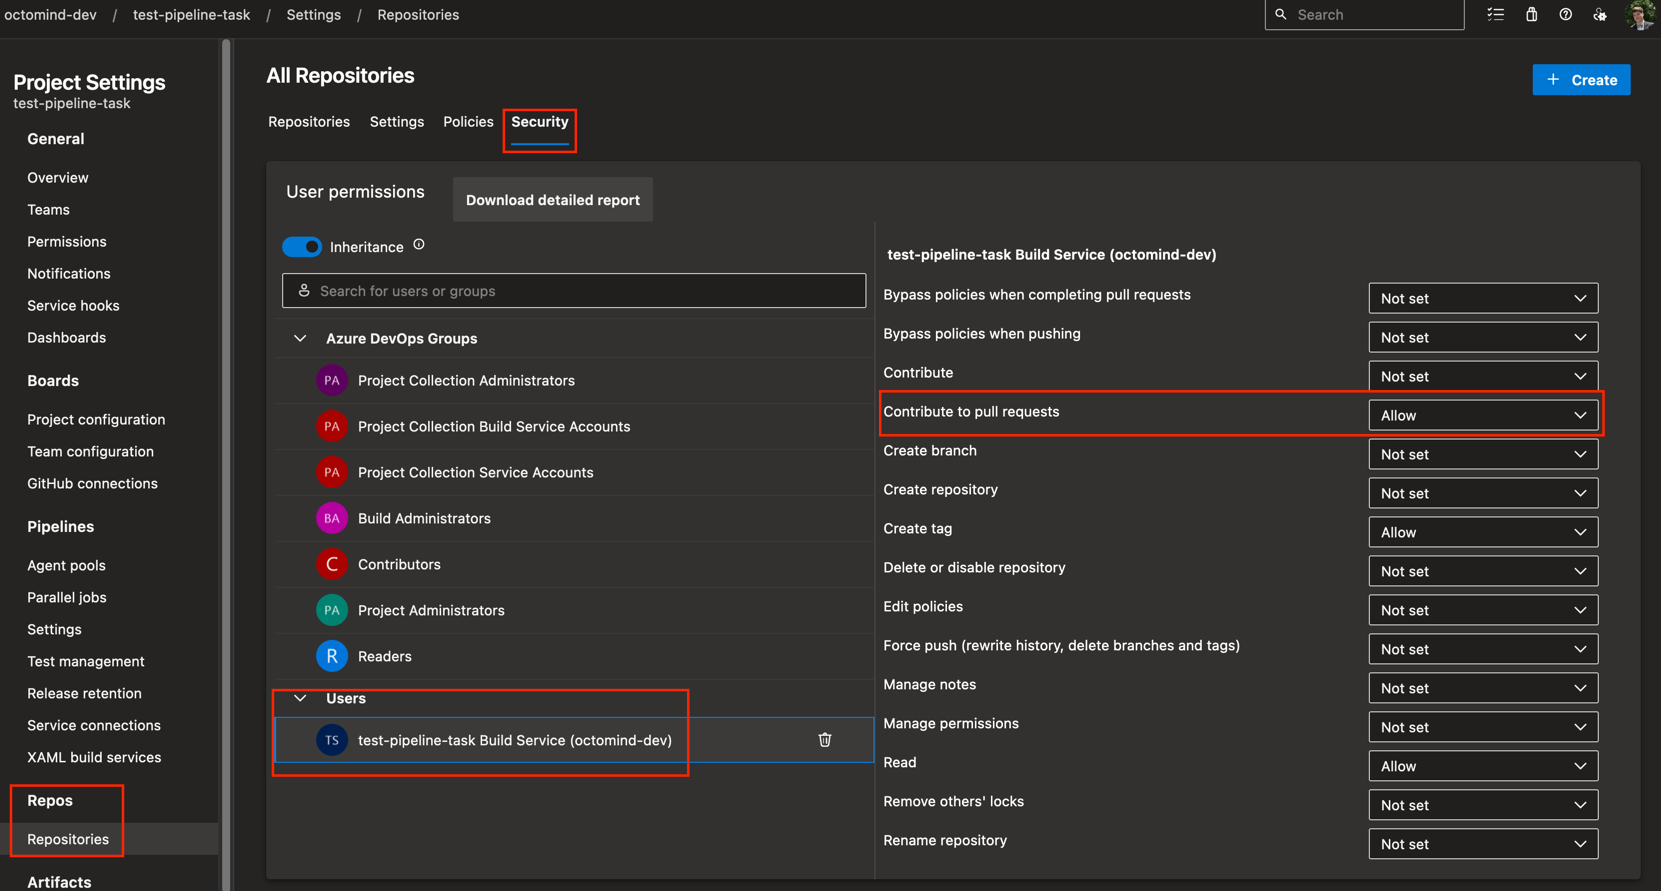 octomind-dev / test-pipeline-task / Settings / Repositories
Search
Project Settings
test-pipeline-task
General
Overview
Teams
Permissions
Notifications
Service hooks
Dashboards
Boards
Project configuration
Team configuration
GitHub connections
Pipelines
Agent pools
Parallel jobs
Settings
Test management
Release retention
Service connections
XAML build services
Repos
Repositories
Artifacts
All Repositories
+ Create
Repositories Settings Policies Security
User permissions
Download detailed report
Inheritance
Search for users or groups
Azure DevOps Groups
PA Project Collection Administrators
PA Project Collection Build Service Accounts
PA Project Collection Service Accounts
BA Build Administrators
C Contributors
PA Project Administrators
R Readers
Users
TS test-pipeline-task Build Service (octomind-dev)
test-pipeline-task Build Service (octomind-dev)
Bypass policies when completing pull requests Not set
Bypass policies when pushing Not set
Contribute Not set
Contribute to pull requests Allow
Create branch Not set
Create repository Not set
Create tag Allow
Delete or disable repository Not set
Edit policies Not set
Force push (rewrite history, delete branches and tags) Not set
Manage notes Not set
Manage permissions Not set
Read Allow
Remove others' locks Not set
Rename repository Not set